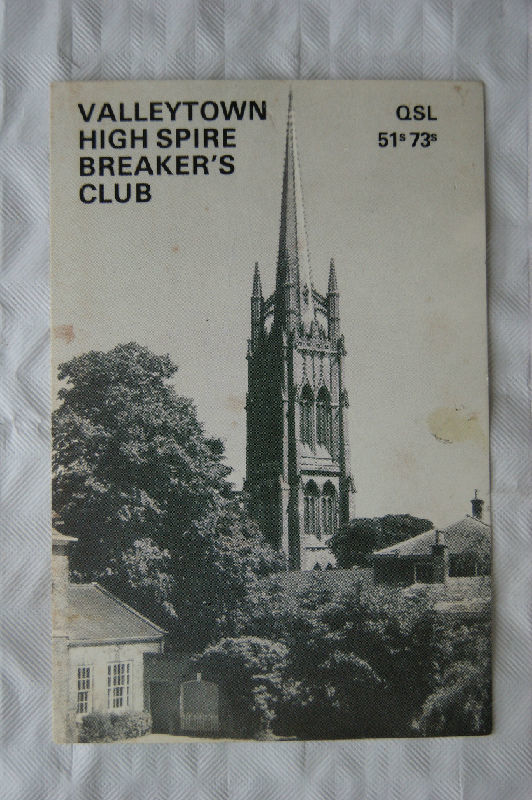 VALLEYTOWN
HIGH SPIRE
BREAKER'S
CLUB
QSL
51s 73s